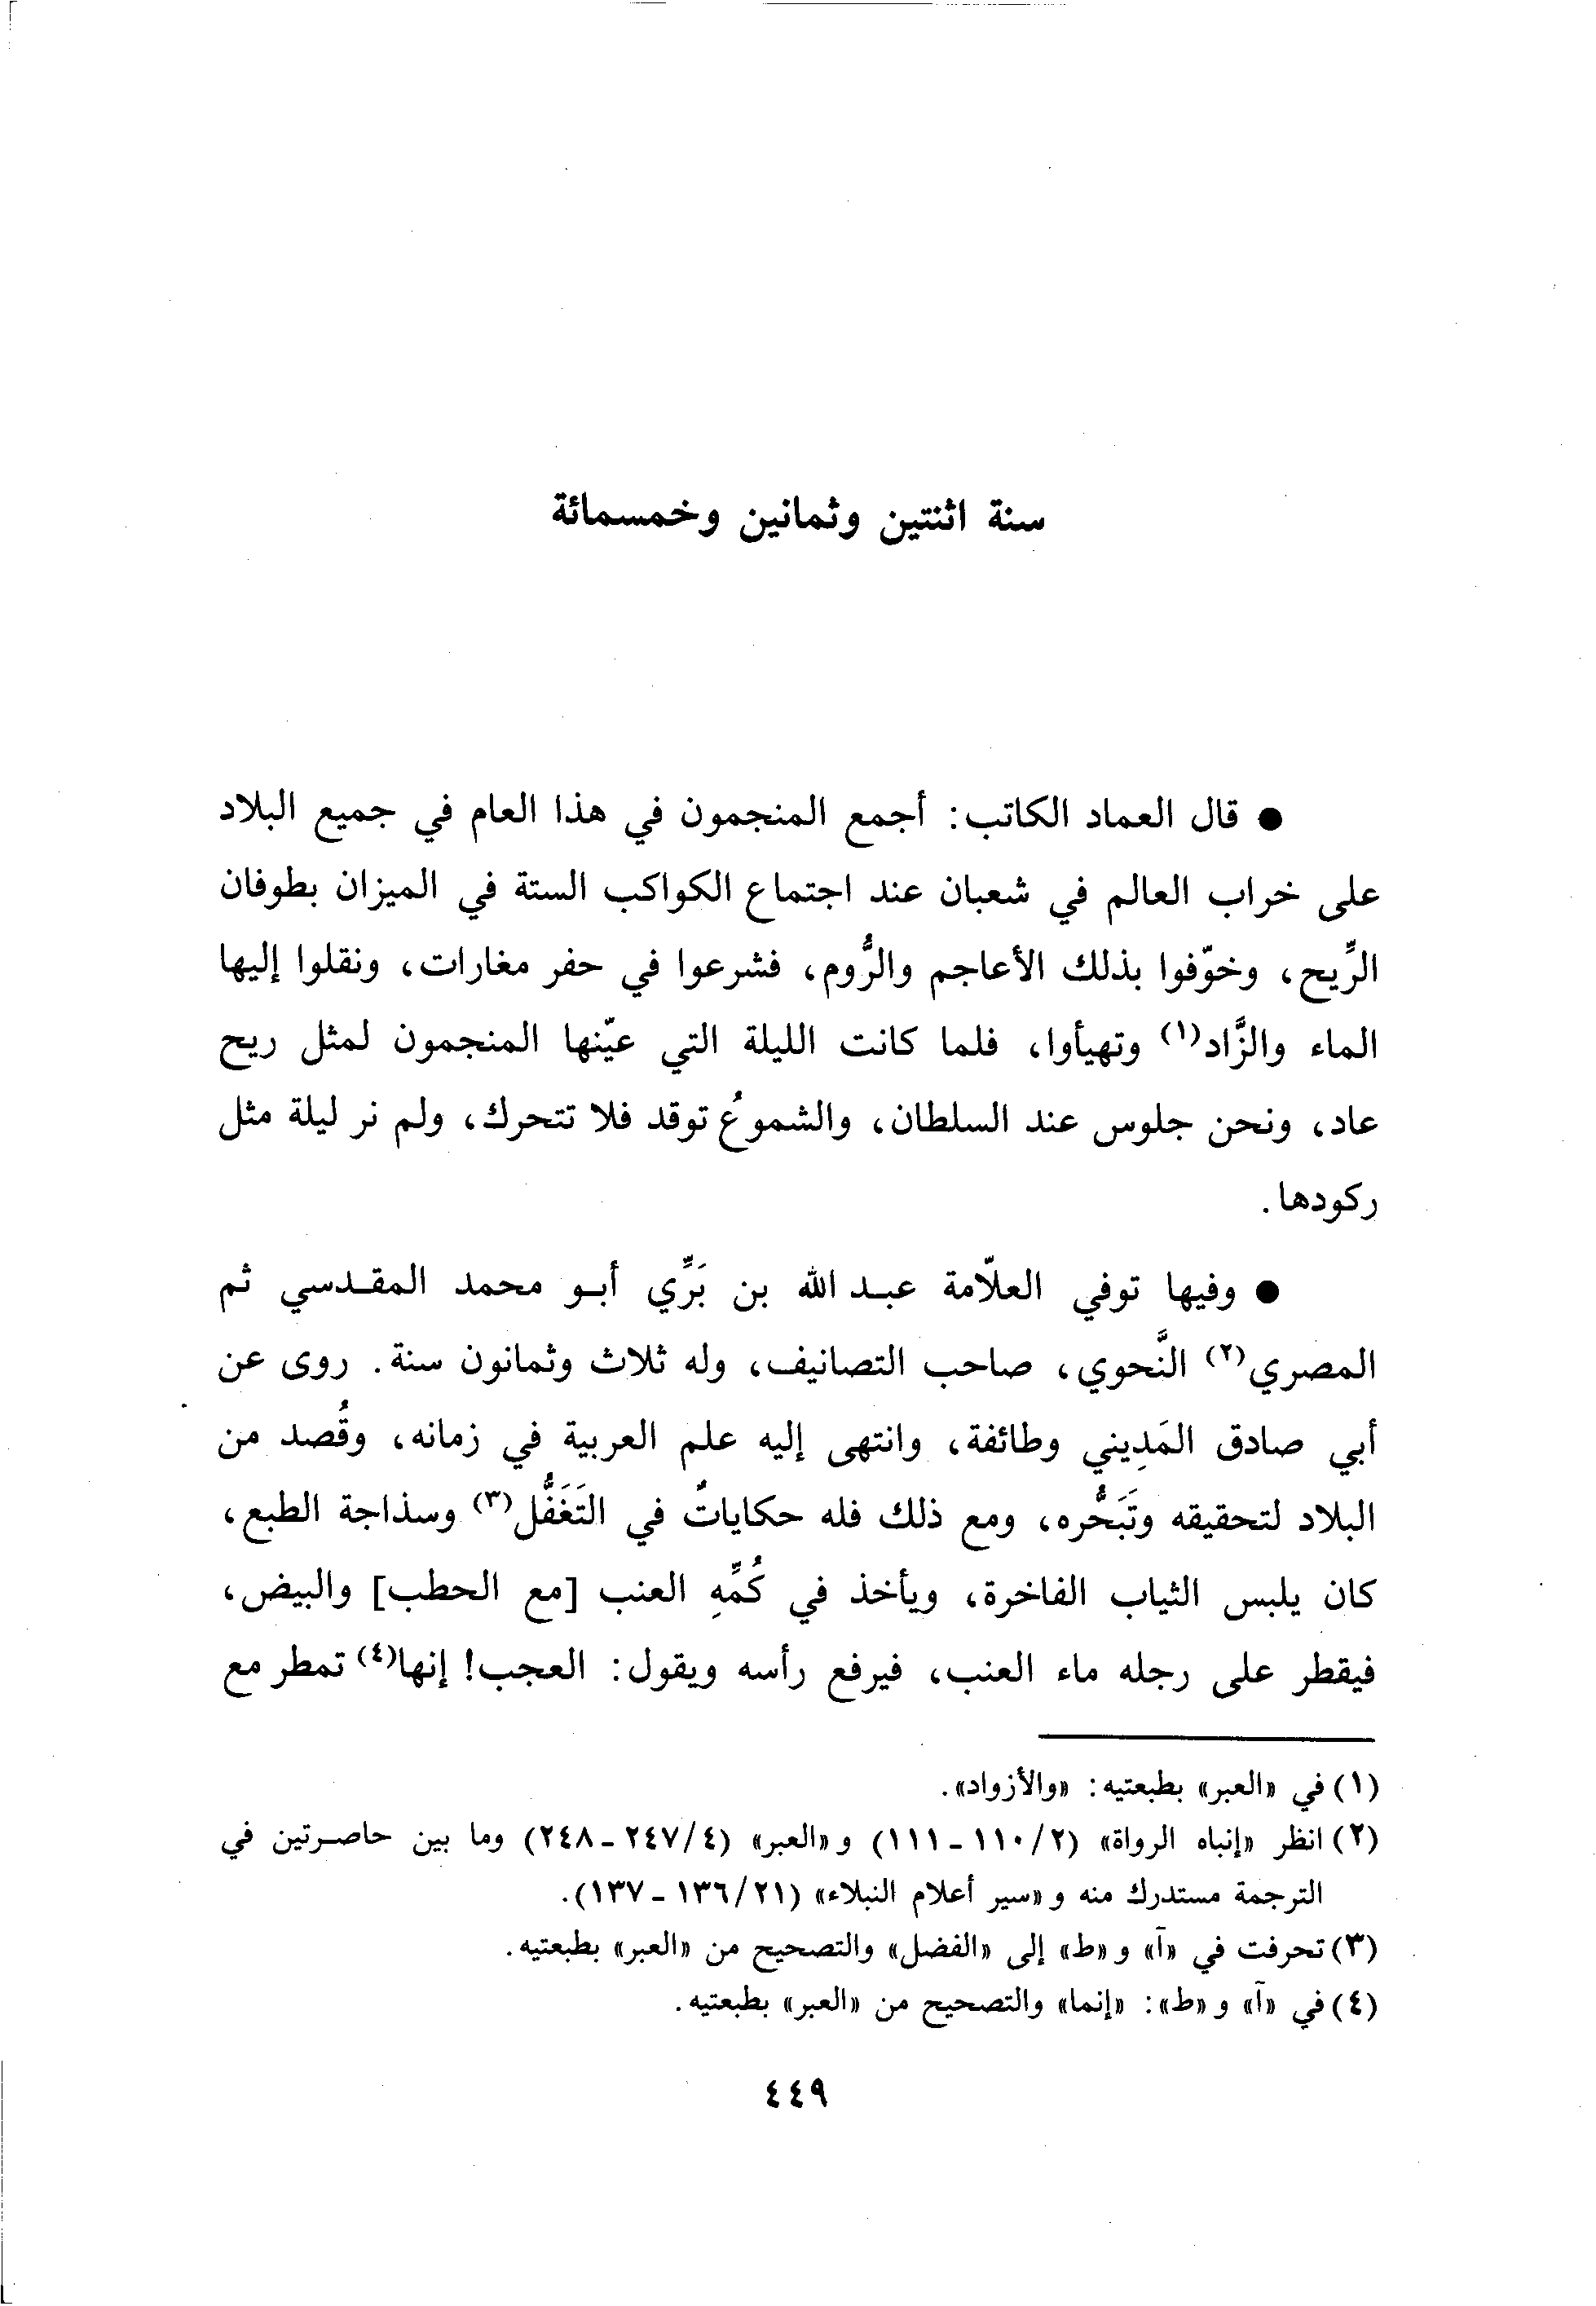 سنة اثنتين وثمانين وخمسمائة
● قال العماد الكاتب: أجمع المنجمون في هذا العام في جميع البلاد
على خراب العالم في شعبان عند اجتماع الكواكب الستة في الميزان بطوفان
الرِّيح، وخوّفوا بذلك الأعاجم والرُّوم، فشرعوا في حفر مغارات، ونقلوا إليها
الماء والزَّاد(١) وتهيأوا، فلما كانت الليلة التي عيّنها المنجمون لمثل ريح
عاد، ونحن جلوس عند السلطان، والشموعُ توقد فلا تتحرك، ولم نر ليلة مثل
ركودها.
● وفيها توفي العلاّمة عبد الله بن بَرِّي أبو محمد المقدسي ثم
المصري(٢) النَّحوي، صاحب التصانيف، وله ثلاث وثمانون سنة. روى عن
أبي صادق المَدِيني وطائفة، وانتهى إليه علم العربية في زمانه، وقُصد من
البلاد لتحقيقه وتَبَحُّره، ومع ذلك فله حكاياتٌ في التَغَفُّل(٣) وسذاجة الطبع،
كان يلبس الثياب الفاخرة، ويأخذ في كُمِّهِ العنب [مع الحطب] والبيض،
فيقطر على رجله ماء العنب، فيرفع رأسه ويقول: العجب! إنها(٤) تمطر مع
(١) في «العبر» بطبعتيه: «والأزواد».
(٢) انظر «إنباه الرواة» (٢/ ١١٠ - ١١١) و «العبر» (٤/ ٢٤٧ - ٢٤٨) وما بين حاصرتين في
الترجمة مستدرك منه و «سير أعلام النبلاء» (٢١/ ١٣٦ - ١٣٧).
(٣) تحرفت في «آ» و «ط» إلى «الفضل» والتصحيح من «العبر» بطبعتيه.
(٤) في «آ» و «ط»: «إنما» والتصحيح من «العبر» بطبعتيه.
٤٤٩